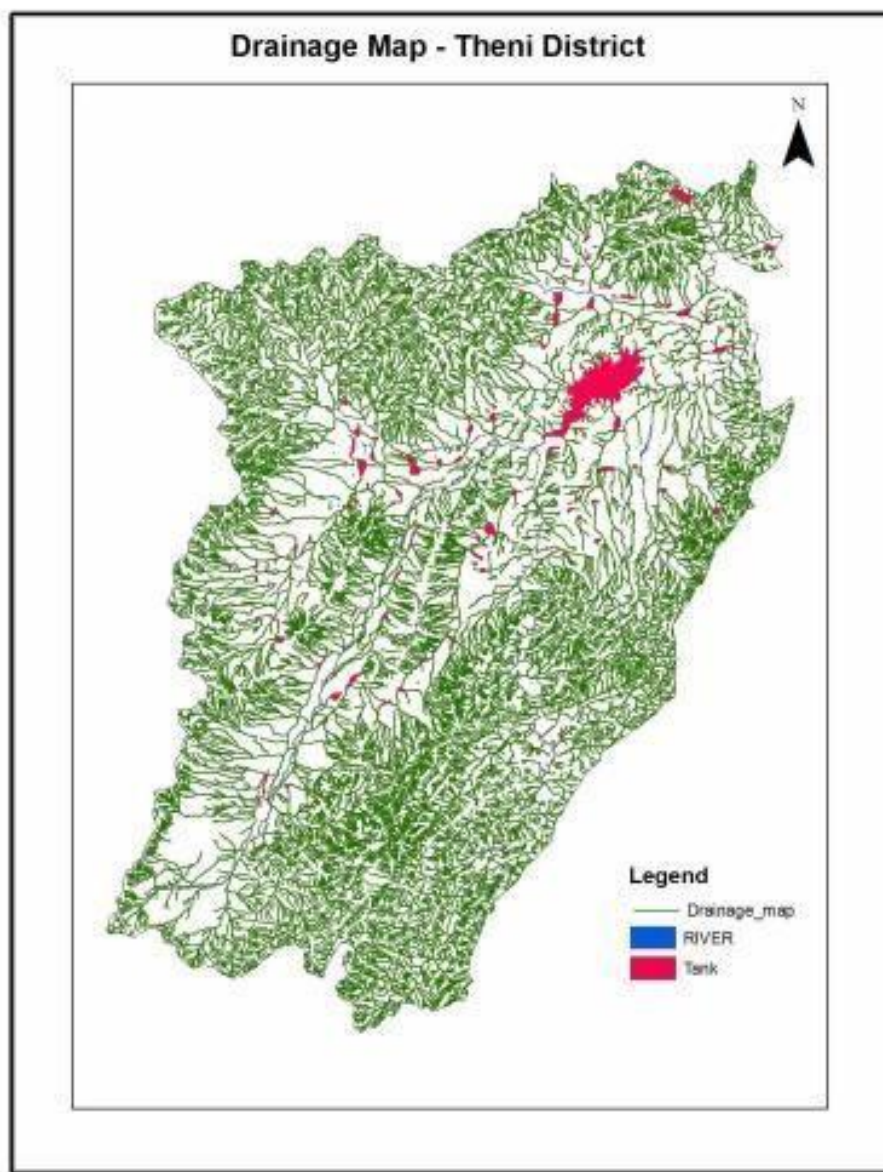 Drainage Map - Theni District
N
Legend
Drainage_map
RIVER
Tank